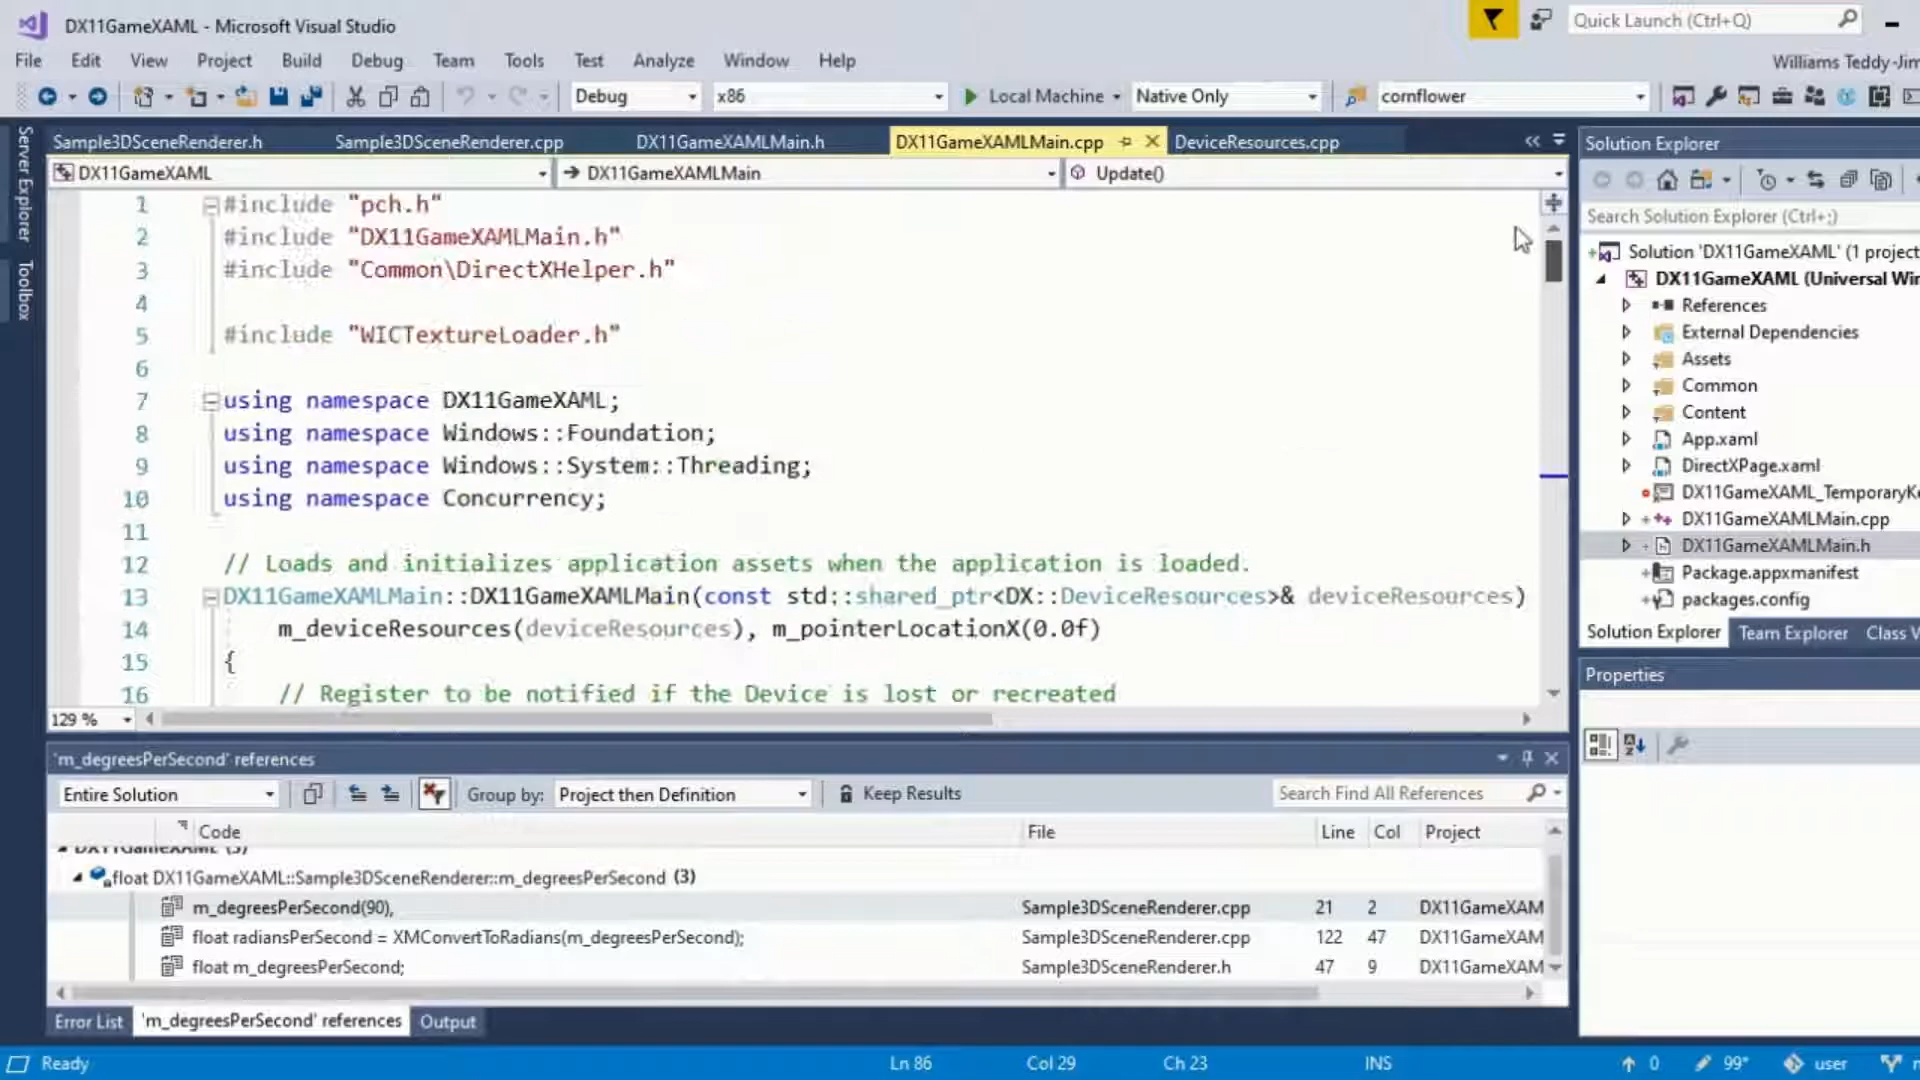 DX11GameXAML - Microsoft Visual Studio
Quick Launch (Ctrl+Q)
File Edit View Project Build Debug Team Tools Test Analyze Window Help
Williams Teddy-Jim
Debug x86 Local Machine Native Only cornflower
Server Explorer
Toolbox
Sample3DSceneRenderer.h Sample3DSceneRenderer.cpp DX11GameXAMLMain.h DX11GameXAMLMain.cpp DeviceResources.cpp
DX11GameXAML DX11GameXAMLMain Update()
1 #include "pch.h"
2 #include "DX11GameXAMLMain.h"
3 #include "Common\DirectXHelper.h"
4
5 #include "WICTextureLoader.h"
6
7 using namespace DX11GameXAML;
8 using namespace Windows::Foundation;
9 using namespace Windows::System::Threading;
10 using namespace Concurrency;
11
12 // Loads and initializes application assets when the application is loaded.
13 DX11GameXAMLMain::DX11GameXAMLMain(const std::shared_ptr<DX::DeviceResources>& deviceResources)
14 m_deviceResources(deviceResources), m_pointerLocationX(0.0f)
15 {
16 // Register to be notified if the Device is lost or recreated
129 %
Solution Explorer
Search Solution Explorer (Ctrl+;)
Solution 'DX11GameXAML' (1 project
DX11GameXAML (Universal Win
References
External Dependencies
Assets
Common
Content
App.xaml
DirectXPage.xaml
DX11GameXAML_TemporaryKe
DX11GameXAMLMain.cpp
DX11GameXAMLMain.h
Package.appxmanifest
packages.config
Solution Explorer Team Explorer Class V
Properties
'm_degreesPerSecond' references
Entire Solution Group by: Project then Definition Keep Results Search Find All References
Code File Line Col Project
DX11GameXAML (3)
float DX11GameXAML::Sample3DSceneRenderer::m_degreesPerSecond (3)
m_degreesPerSecond(90), Sample3DSceneRenderer.cpp 21 2 DX11GameXAM
float radiansPerSecond = XMConvertToRadians(m_degreesPerSecond); Sample3DSceneRenderer.cpp 122 47 DX11GameXAM
float m_degreesPerSecond; Sample3DSceneRenderer.h 47 9 DX11GameXAM
Error List 'm_degreesPerSecond' references Output
Ready Ln 86 Col 29 Ch 23 INS 0 99* user